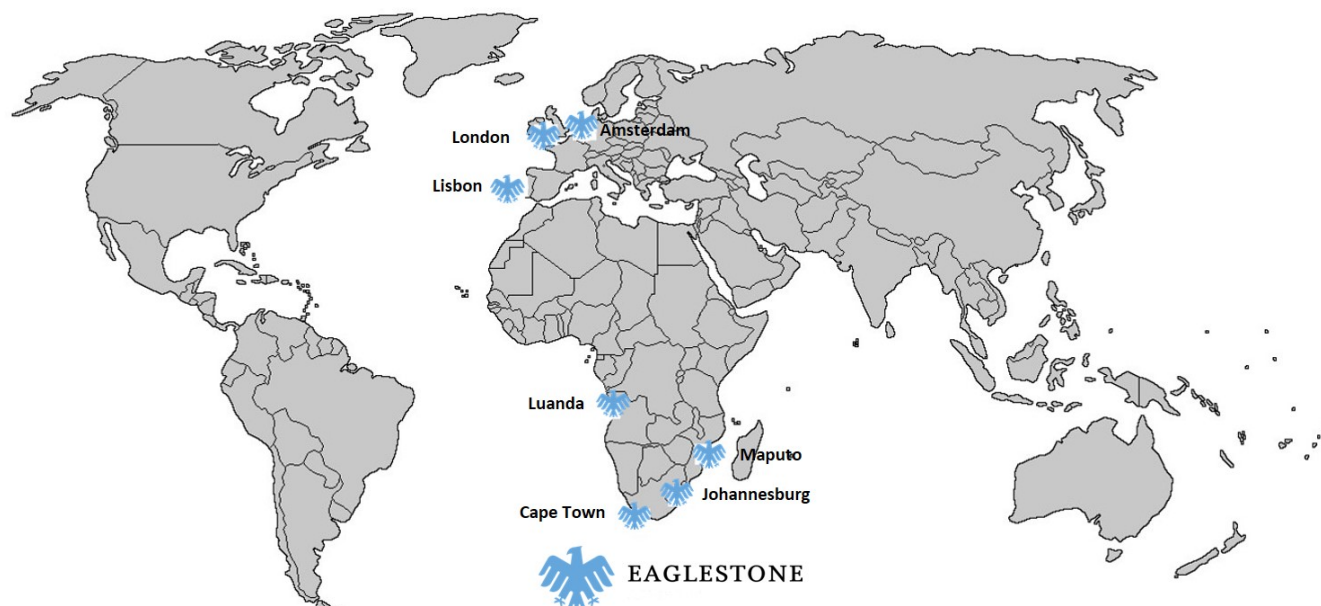 London
Amsterdam
Lisbon
Luanda
Maputo
Johannesburg
Cape Town
EAGLESTONE